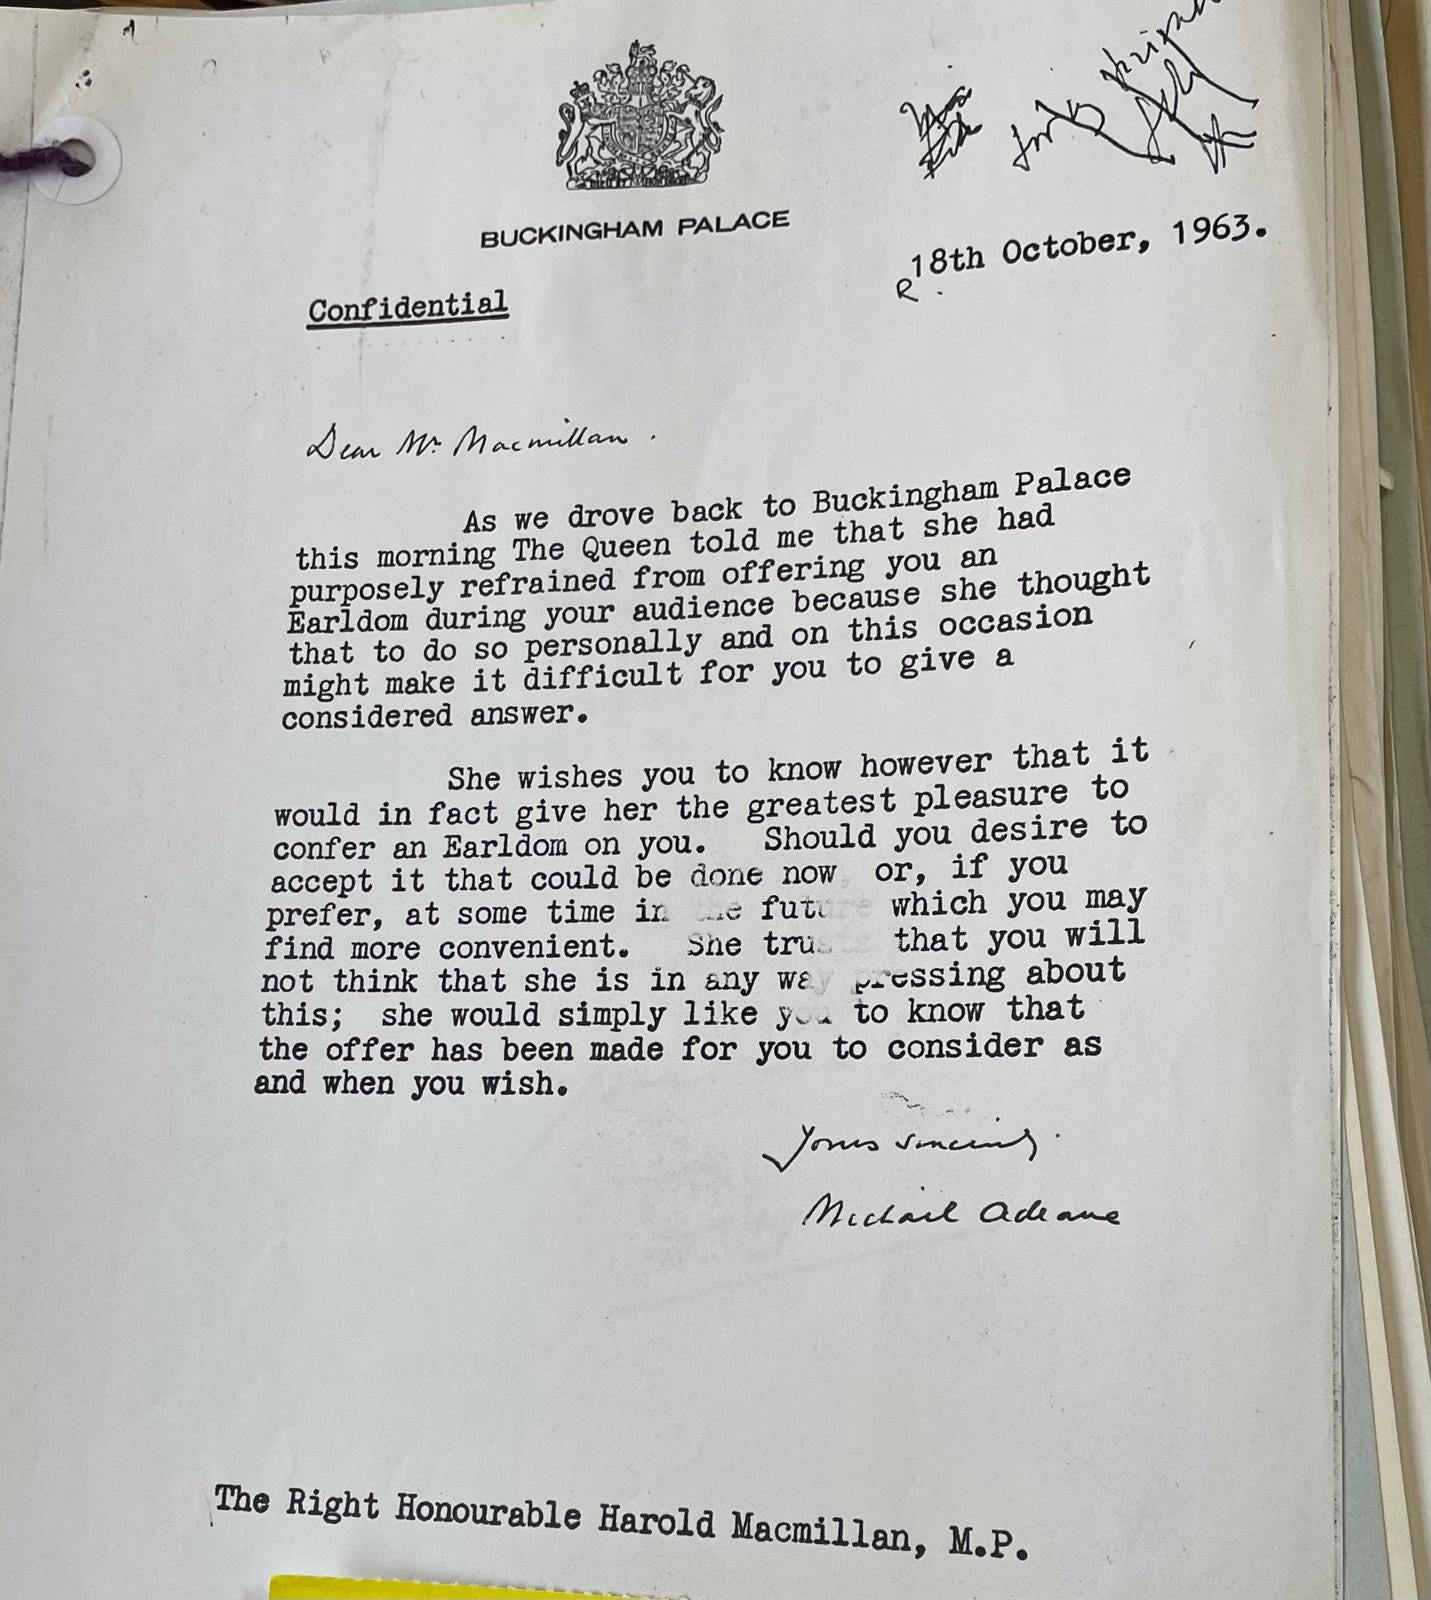 BUCKINGHAM PALACE
18th October, 1963.
R.
Confidential
Dear Mr. Macmillan.
As we drove back to Buckingham Palace
this morning The Queen told me that she had
purposely refrained from offering you an
Earldom during your audience because she thought
that to do so personally and on this occasion
might make it difficult for you to give a
considered answer.
She wishes you to know however that it
would in fact give her the greatest pleasure to
confer an Earldom on you. Should you desire to
accept it that could be done now, or, if you
prefer, at some time in the future which you may
find more convenient. She trusts that you will
not think that she is in any way pressing about
this; she would simply like you to know that
the offer has been made for you to consider as
and when you wish.
Yours sincerely.
Michael Adeane
The Right Honourable Harold Macmillan, M.P.